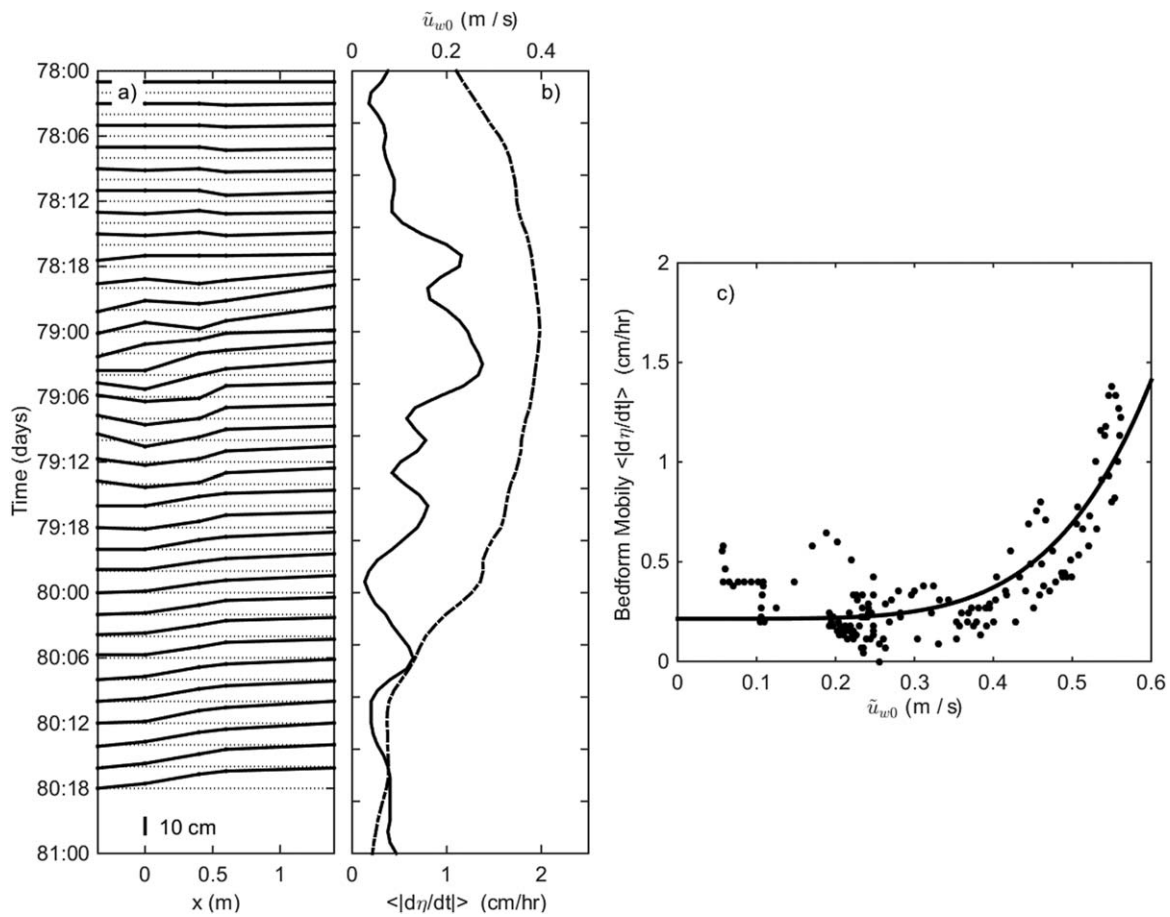 ũw0 (m / s)
0 0.2 0.4
a)
b)
78:00
78:06
78:12
78:18
79:00
79:06
79:12
79:18
80:00
80:06
80:12
80:18
81:00
Time (days)
10 cm
0 0.5 1
x (m)
0 1 2
<|dη/dt|> (cm/hr)
c)
Bedform Mobily <|dη/dt|> (cm/hr)
2
1.5
1
0.5
0
0 0.1 0.2 0.3 0.4 0.5 0.6
ũw0 (m / s)